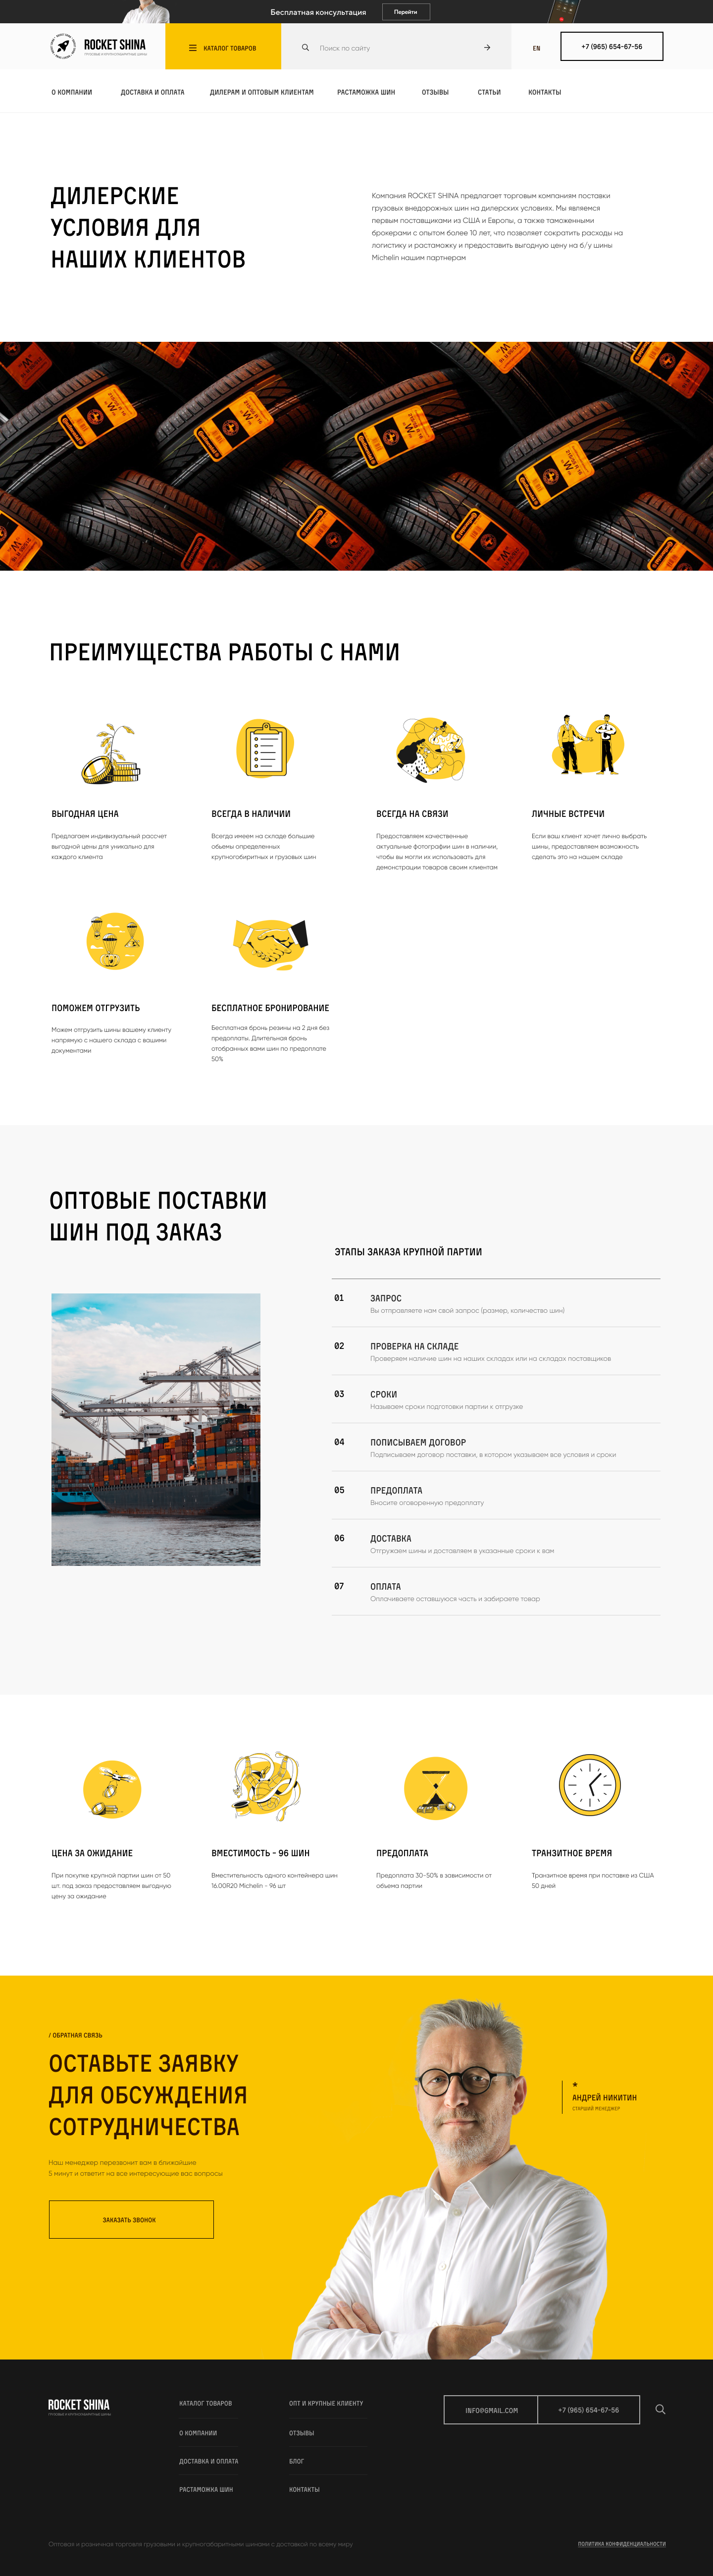 Бесплатная консультация
Перейти
ROCKET SHINA
КАТАЛОГ ТОВАРОВ
Поиск по сайту
EN
+7 (965) 654-67-56
О КОМПАНИИ
ДОСТАВКА И ОПЛАТА
ДИЛЕРАМ И ОПТОВЫМ КЛИЕНТАМ
РАСТАМОЖКА ШИН
ОТЗЫВЫ
СТАТЬИ
КОНТАКТЫ
ДИЛЕРСКИЕ
УСЛОВИЯ ДЛЯ
НАШИХ КЛИЕНТОВ
Компания ROCKET SHINA предлагает торговым компаниям поставки
грузовых внедорожных шин на дилерских условиях. Мы являемся
первым поставщиками из США и Европы, а также таможенными
брокерами с опытом более 10 лет, что позволяет сократить расходы на
логистику и растаможку и предоставить выгодную цену на б/у шины
Michelin нашим партнерам
ПРЕИМУЩЕСТВА РАБОТЫ С НАМИ
ВЫГОДНАЯ ЦЕНА
Предлагаем индивизуальный рассчет
выгодной цены для уникально для
каждого клиента
ВСЕГДА В НАЛИЧИИ
Всегда имеем на складе большие
обьемы определенных
крупногобиритных и грузовых шин
ВСЕГДА НА СВЯЗИ
Предоставляем качественные
актуальные фотографии шин в наличии,
чтобы вы могли их использовать для
демонстрации товаров своим клиентам
ЛИЧНЫЕ ВСТРЕЧИ
Если ваш клиент хочет лично выбрать
шины, предоставляем возможность
сделать это на нашем складе
ПОМОЖЕМ ОТГРУЗИТЬ
Можем отгрузить шины вашему клиенту
напрямую с нашего склада с вашими
документами
БЕСПЛАТНОЕ БРОНИРОВАНИЕ
Бесплатная бронь резины на 2 дня без
предоплаты. Длительная бронь
отобранных вами шин по предоплате
50%
ОПТОВЫЕ ПОСТАВКИ
ШИН ПОД ЗАКАЗ
ЭТАПЫ ЗАКАЗА КРУПНОЙ ПАРТИИ
01
ЗАПРОС
Вы отправляете нам свой запрос (размер, количество шин)
02
ПРОВЕРКА НА СКЛАДЕ
Проверяем наличие шин на наших складах или на складах поставщиков
03
СРОКИ
Называем сроки подготовки партии к отгрузке
04
ПОПИСЫВАЕМ ДОГОВОР
Подписываем договор поставки, в котором указываем все условия и сроки
05
ПРЕДОПЛАТА
Вносите оговоренную предоплату
06
ДОСТАВКА
Отгружаем шины и доставляем в указанные сроки к вам
07
ОПЛАТА
Оплачиваете оставшуюся часть и забираете товар
ЦЕНА ЗА ОЖИДАНИЕ
При покупке крупной партии шин от 50
шт. под заказ предоставляем выгодную
цену за ожидание
ВМЕСТИМОСТЬ - 96 ШИН
Вместительность одного контейнера шин
16.00R20 Michelin - 96 шт
ПРЕДОПЛАТА
Предоплата 30-50% в зависимости от
объема партии
ТРАНЗИТНОЕ ВРЕМЯ
Транзитное время при поставке из США
50 дней
/ ОБРАТНАЯ СВЯЗЬ
ОСТАВЬТЕ ЗАЯВКУ
ДЛЯ ОБСУЖДЕНИЯ
СОТРУДНИЧЕСТВА
Наш менеджер перезвонит вам в ближайшие
5 минут и ответит на все интересующие вас вопросы
ЗАКАЗАТЬ ЗВОНОК
АНДРЕЙ НИКИТИН
СТАРШИЙ МЕНЕДЖЕР
ROCKET SHINA
КАТАЛОГ ТОВАРОВ
О КОМПАНИИ
ДОСТАВКА И ОПЛАТА
РАСТАМОЖКА ШИН
ОПТ И КРУПНЫЕ КЛИЕНТУ
ОТЗЫВЫ
БЛОГ
КОНТАКТЫ
INFO@GMAIL.COM
+7 (965) 654-67-56
Оптовая и розничная торговля грузовыми и крупногабаритными шинами с доставкой по всему миру
ПОЛИТИКА КОНФИДЕНЦИАЛЬНОСТИ